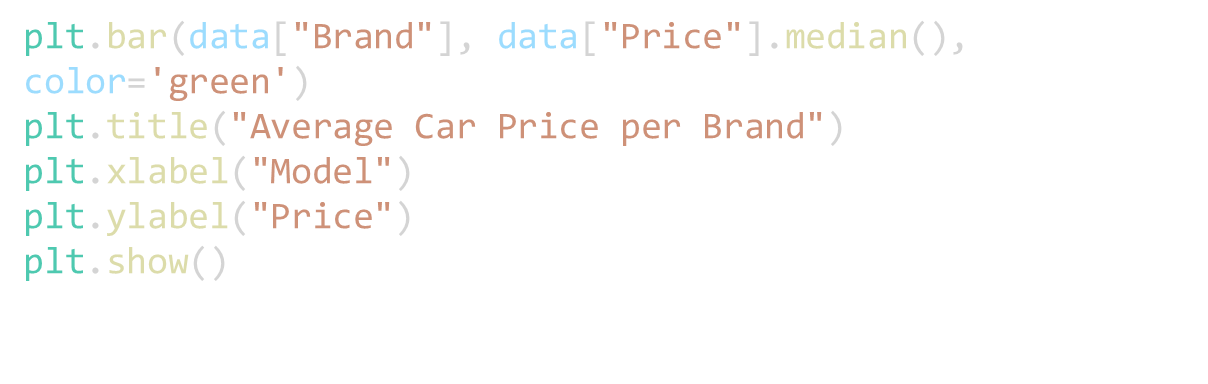 plt.bar(data["Brand"], data["Price"].median(),
color='green')
plt.title("Average Car Price per Brand")
plt.xlabel("Model")
plt.ylabel("Price")
plt.show()